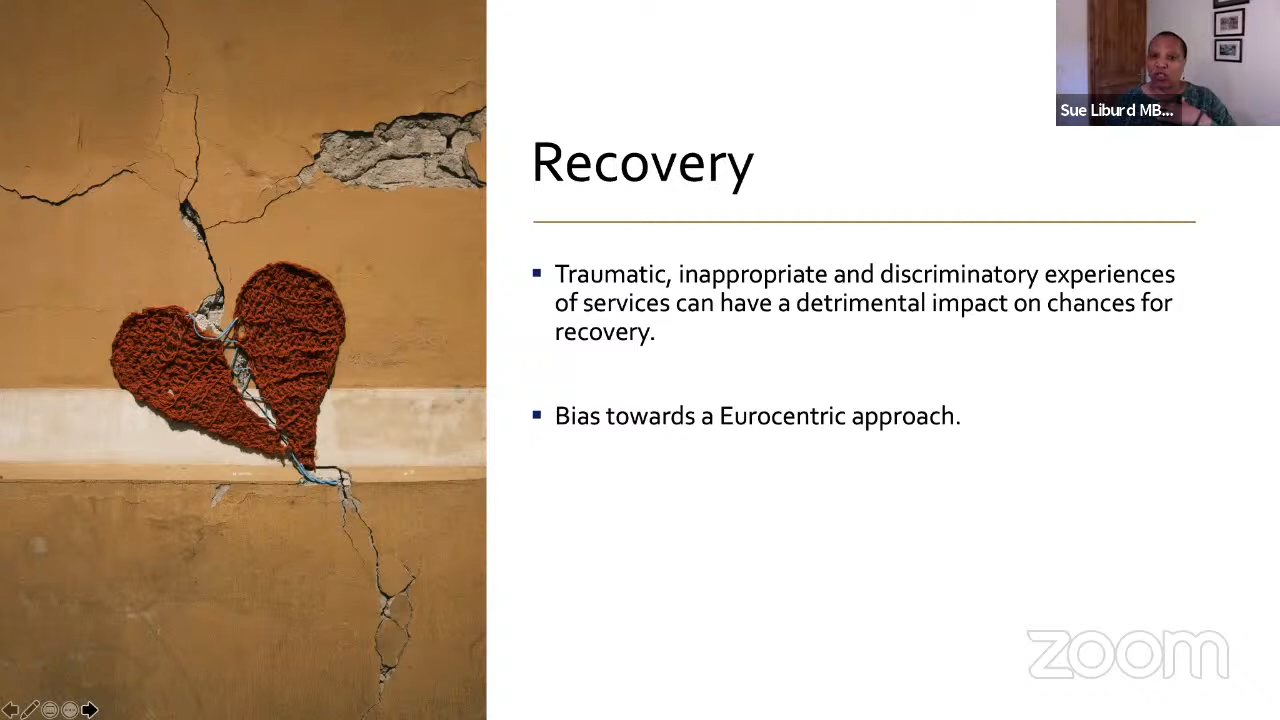 Sue Liburd MB...
Recovery
▪ Traumatic, inappropriate and discriminatory experiences
of services can have a detrimental impact on chances for
recovery.
▪ Bias towards a Eurocentric approach.
zoom